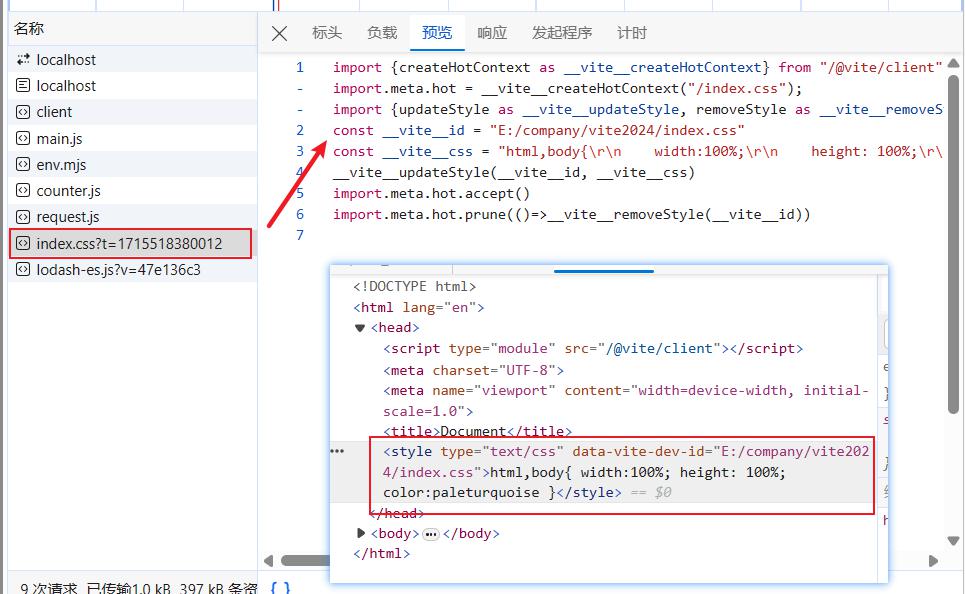 名称
localhost
localhost
client
main.js
env.mjs
counter.js
request.js
index.css?t=1715518380012
lodash-es.js?v=47e136c3
9 次请求 已传输1.0 kB 397 kB 条资
标头 负载 预览 响应 发起程序 计时
1 import {createHotContext as __vite__createHotContext} from "/@vite/client"
- import.meta.hot = __vite__createHotContext("/index.css");
- import {updateStyle as __vite__updateStyle, removeStyle as __vite__removeS
2 const __vite__id = "E:/company/vite2024/index.css"
3 const __vite__css = "html,body{\r\n    width:100%;\r\n    height: 100%;\r\
4 __vite__updateStyle(__vite__id, __vite__css)
5 import.meta.hot.accept()
6 import.meta.hot.prune(()=>__vite__removeStyle(__vite__id))
7
<!DOCTYPE html>
<html lang="en">
<head>
<script type="module" src="/@vite/client"></script>
<meta charset="UTF-8">
<meta name="viewport" content="width=device-width, initial-
scale=1.0">
<title>Document</title>
<style type="text/css" data-vite-dev-id="E:/company/vite202
4/index.css">html,body{ width:100%; height: 100%;
color:paleturquoise }</style> == $0
</head>
<body>…</body>
</html>
{ }